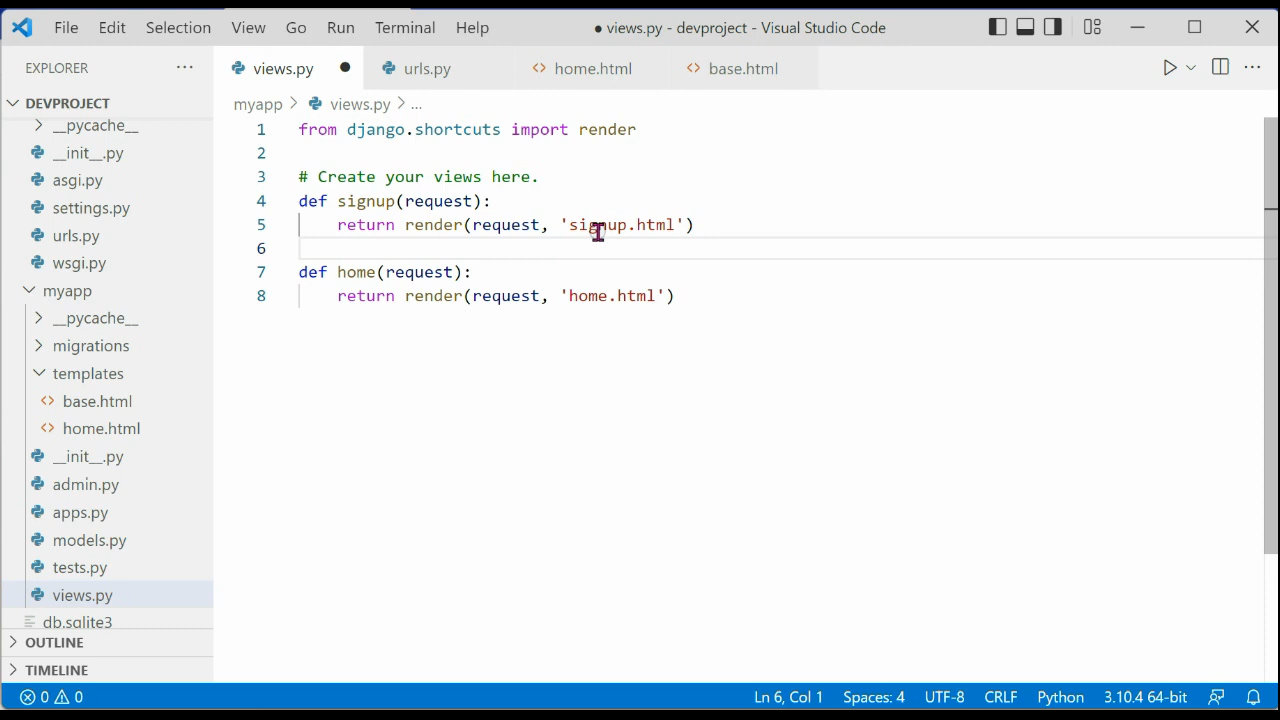 File Edit Selection View Go Run Terminal Help ● views.py - devproject - Visual Studio Code
EXPLORER ... views.py ● urls.py <> home.html <> base.html ...
DEVPROJECT
myapp > views.py > ...
__pycache__
__init__.py
asgi.py
settings.py
urls.py
wsgi.py
myapp
__pycache__
migrations
templates
<> base.html
<> home.html
__init__.py
admin.py
apps.py
models.py
tests.py
views.py
db.sqlite3
OUTLINE
TIMELINE
1 from django.shortcuts import render
2
3 # Create your views here.
4 def signup(request):
5 return render(request, 'signup.html')
6
7 def home(request):
8 return render(request, 'home.html')
0 0 Ln 6, Col 1 Spaces: 4 UTF-8 CRLF Python 3.10.4 64-bit